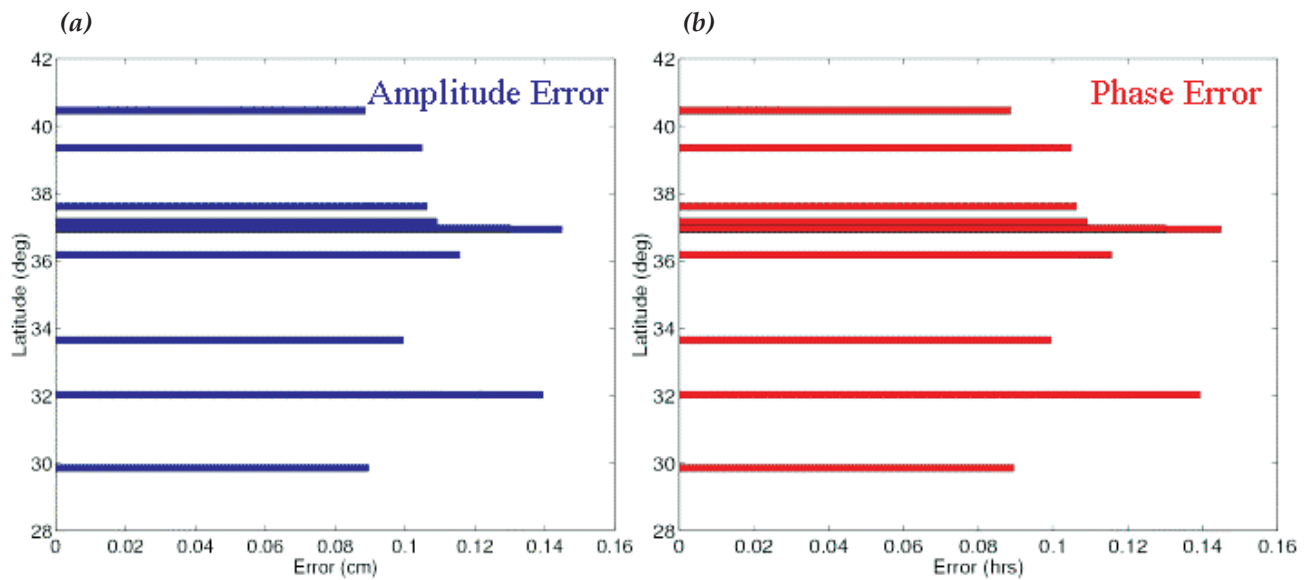 (a)
(b)
Amplitude Error
42
40
38
36
34
32
30
28
Latitude (deg)
0 0.02 0.04 0.06 0.08 0.1 0.12 0.14 0.16
Error (cm)
Phase Error
42
40
38
36
34
32
30
28
Latitude (deg)
0 0.02 0.04 0.06 0.08 0.1 0.12 0.14 0.16
Error (hrs)